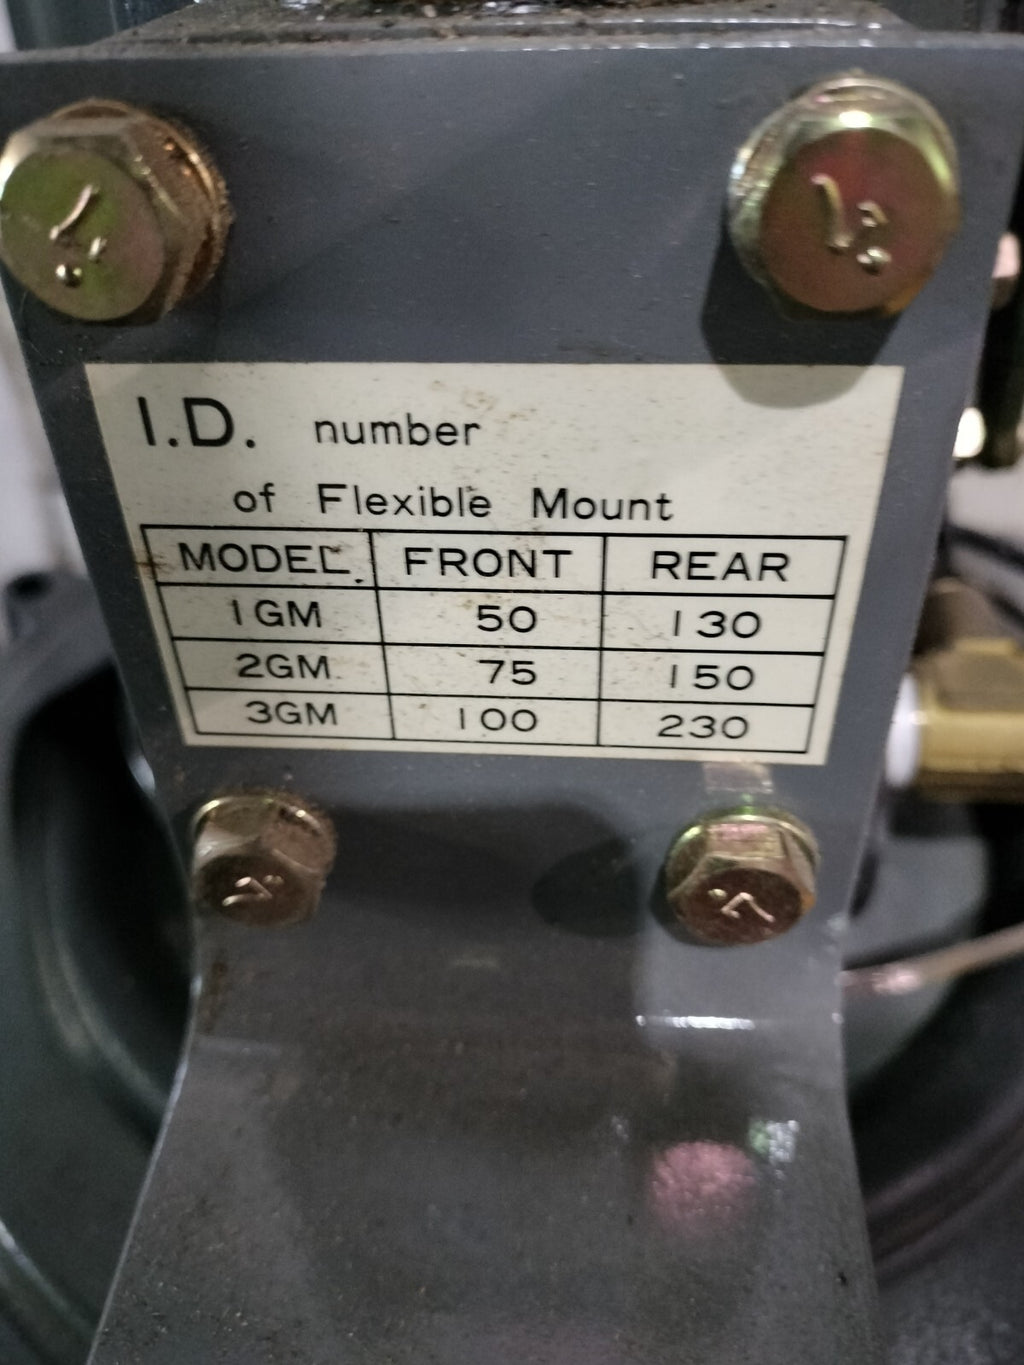 I.D. number
of Flexible Mount
MODEL FRONT REAR
1GM 50 130
2GM 75 150
3GM 100 230